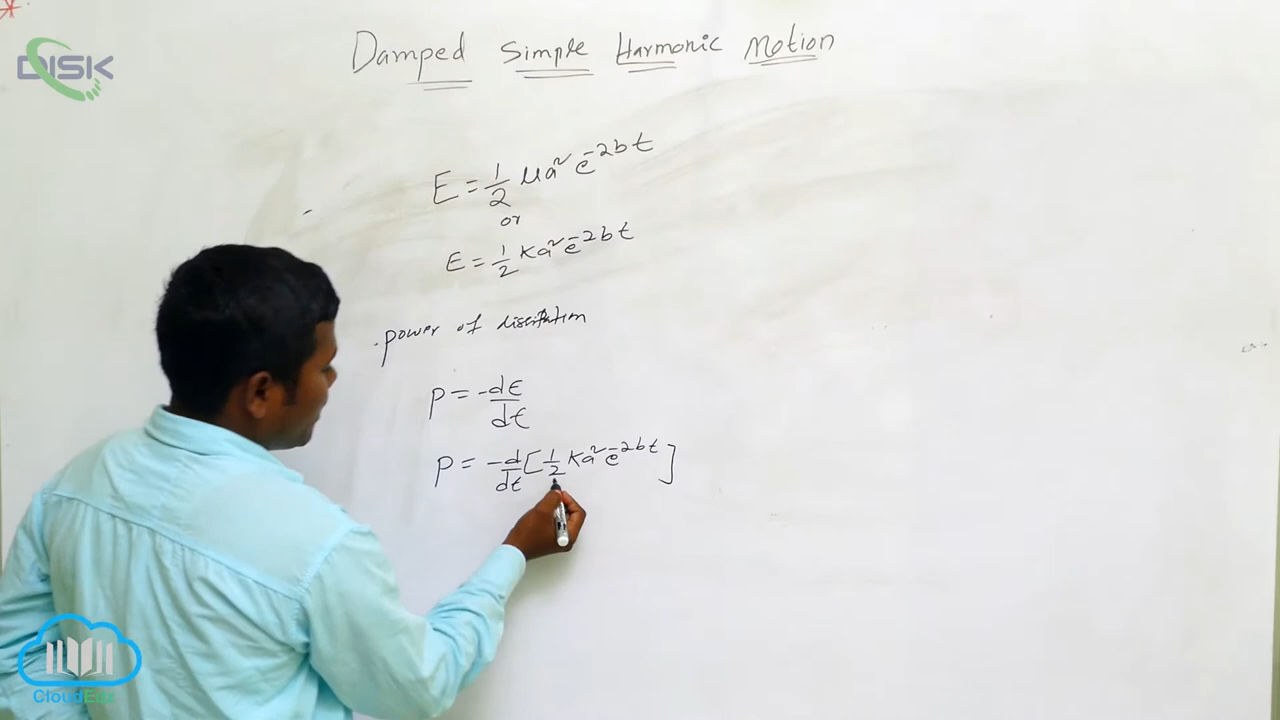 DISK
Damped Simple Harmonic Motion
E = 1/2 μa² e^-2bt
or
E = 1/2 Ka² e^-2bt
power of
P = -dE/dt
P = -d/dt [1/2 Ka² e^-2bt]
CloudEdz